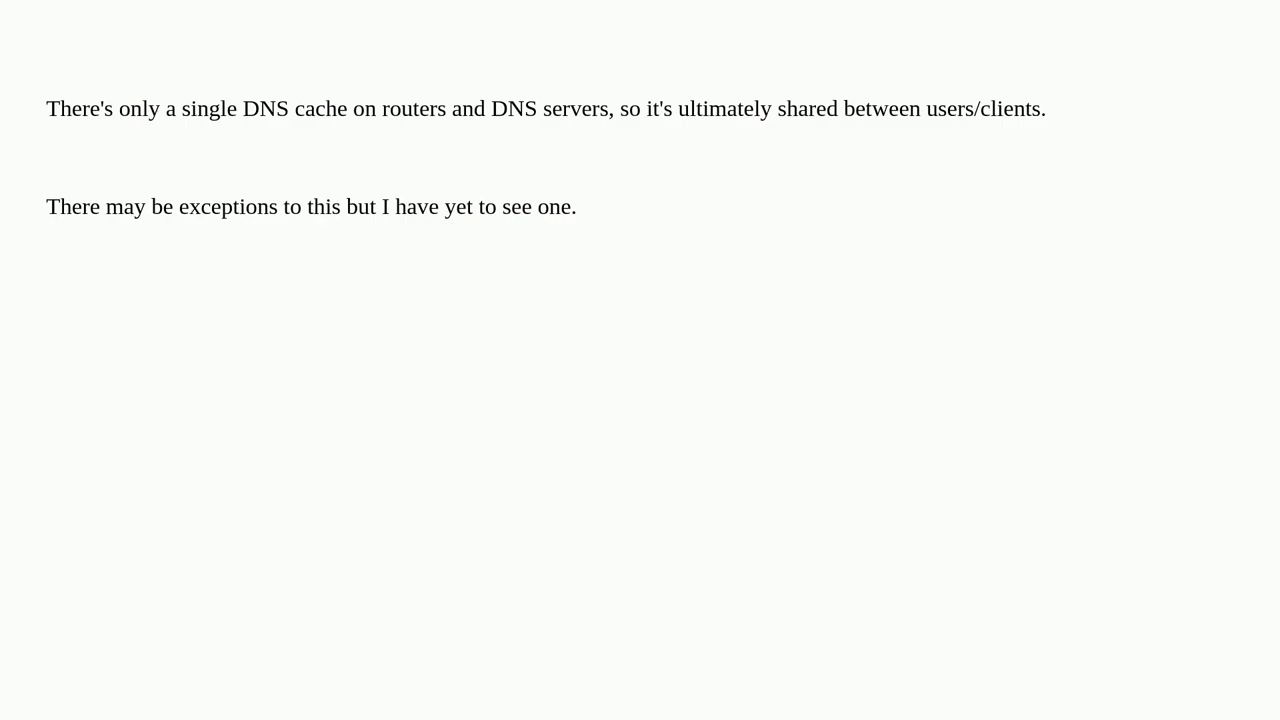 There's only a single DNS cache on routers and DNS servers, so it's ultimately shared between users/clients.
There may be exceptions to this but I have yet to see one.